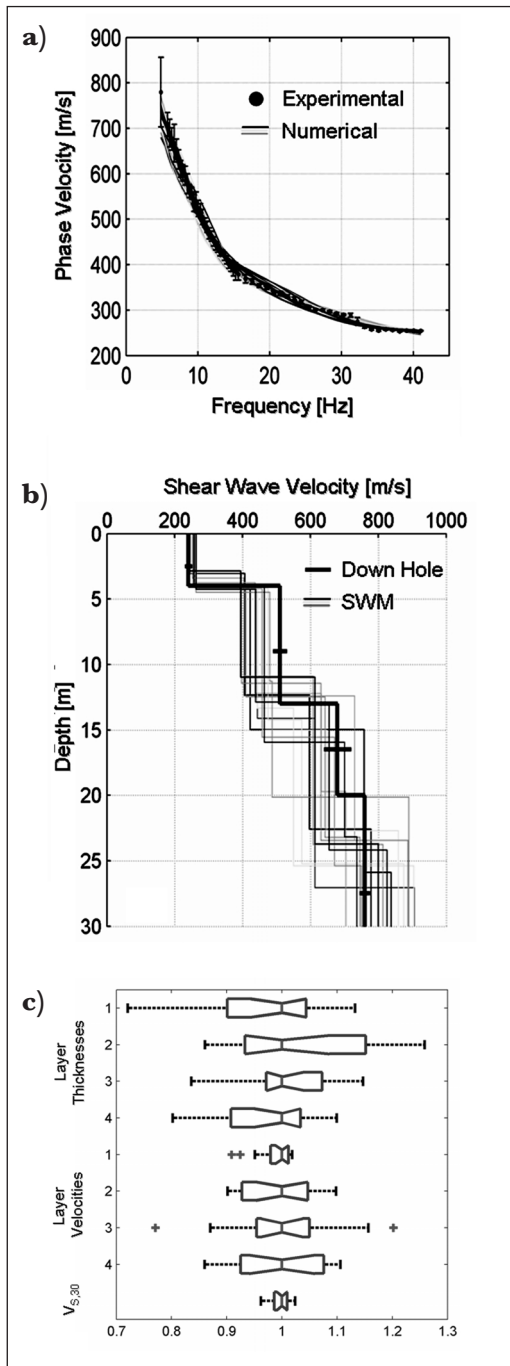 a)
900
800
700
600
500
400
300
200
Phase Velocity [m/s]
Experimental
Numerical
0 10 20 30 40
Frequency [Hz]
b)
Shear Wave Velocity [m/s]
0 200 400 600 800 1000
0
5
10
15
20
25
30
Depth [m]
Down Hole
SWM
c)
Layer
Thicknesses
1
2
3
4
Layer
Velocities
1
2
3
4
VS,30
0.7 0.8 0.9 1 1.1 1.2 1.3